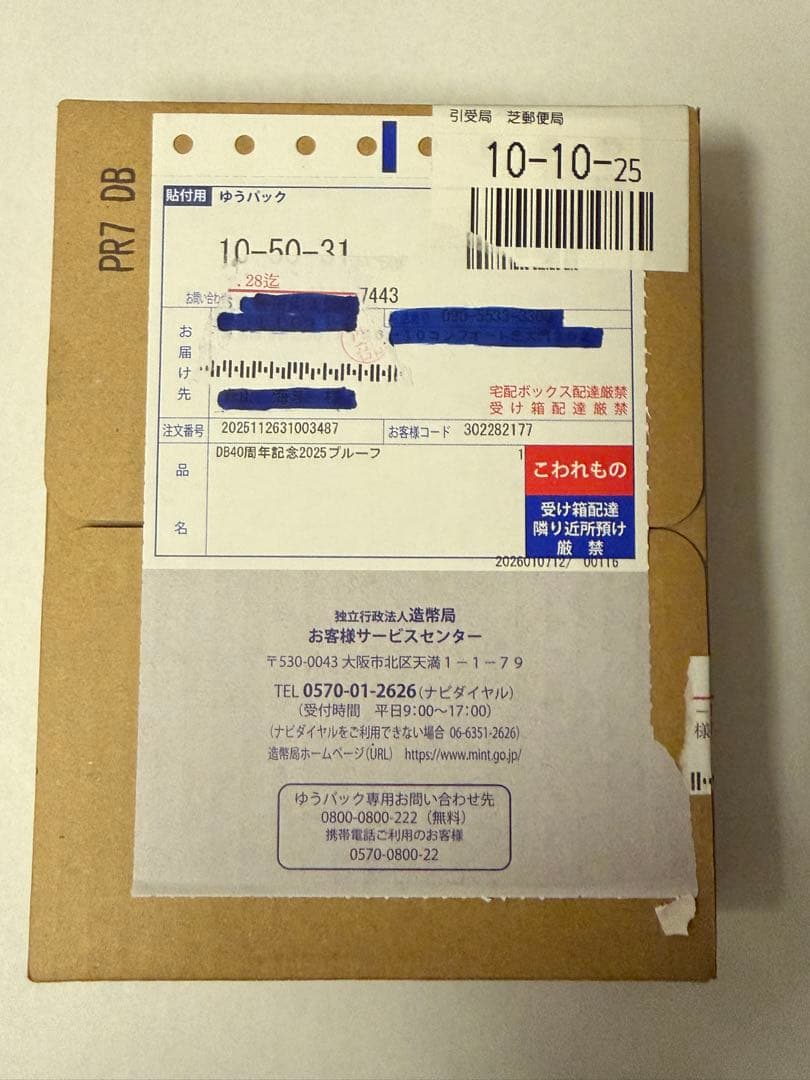 引受局 芝郵便局
10-10-25
PR7 DB
貼付用 ゆうパック
10-50-31
.28迄
お問い合わせ
7443
お届け先
宅配ボックス配達厳禁
受け箱配達厳禁
注文番号 2025112631003487 お客様コード 302282177
品名
DB40周年記念2025プルーフ 1
こわれもの
受け箱配達
隣り近所預け
厳禁
2026010712/ 00116
独立行政法人造幣局
お客様サービスセンター
〒530-0043 大阪市北区天満1-1-79
TEL 0570-01-2626(ナビダイヤル)
(受付時間 平日9:00〜17:00)
(ナビダイヤルをご利用できない場合 06-6351-2626)
造幣局ホームページ(URL) https://www.mint.go.jp/
ゆうパック専用お問い合わせ先
0800-0800-222(無料)
携帯電話ご利用のお客様
0570-0800-22
様